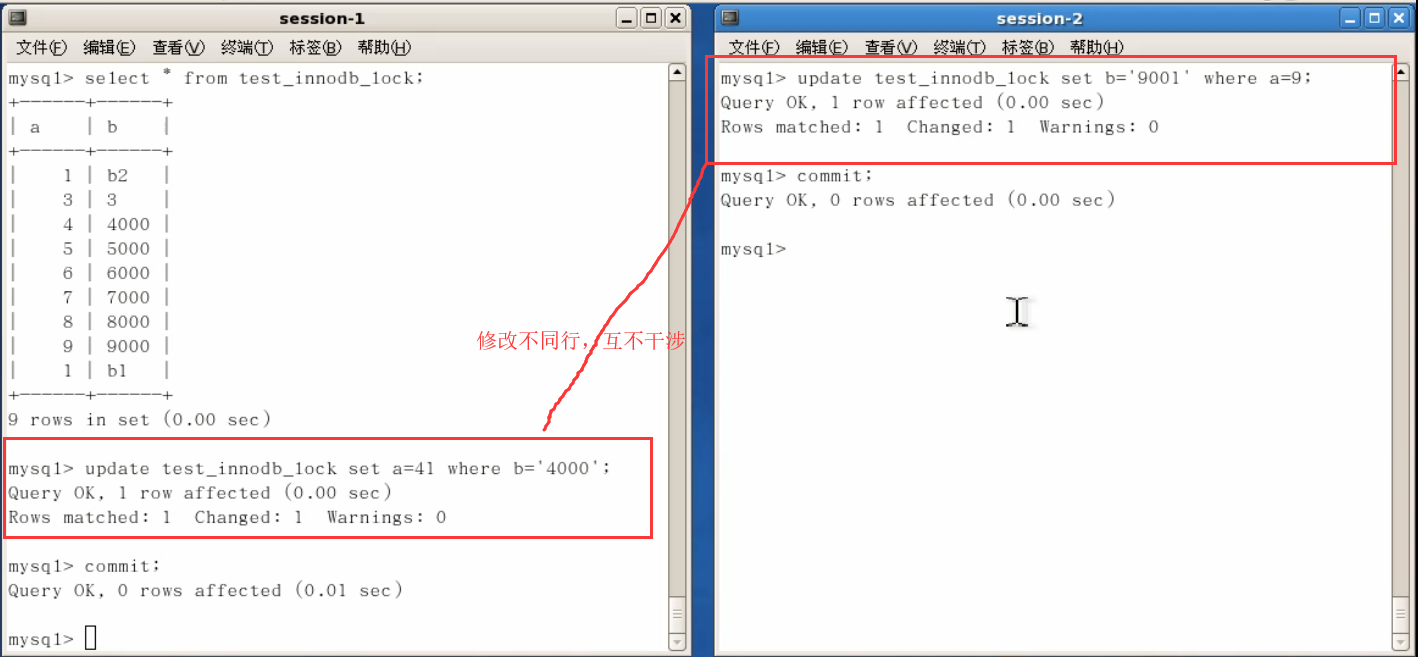 session-1
文件(F) 编辑(E) 查看(V) 终端(T) 标签(B) 帮助(H)
mysql> select * from test_innodb_lock;
+------+------+
| a    | b    |
+------+------+
|    1 | b2   |
|    3 | 3    |
|    4 | 4000 |
|    5 | 5000 |
|    6 | 6000 |
|    7 | 7000 |
|    8 | 8000 |
|    9 | 9000 |
|    1 | b1   |
+------+------+
9 rows in set (0.00 sec)
mysql> update test_innodb_lock set a=41 where b='4000';
Query OK, 1 row affected (0.00 sec)
Rows matched: 1  Changed: 1  Warnings: 0
mysql> commit;
Query OK, 0 rows affected (0.01 sec)
mysql>
修改不同行，互不干涉
session-2
文件(F) 编辑(E) 查看(V) 终端(T) 标签(B) 帮助(H)
mysql> update test_innodb_lock set b='9001' where a=9;
Query OK, 1 row affected (0.00 sec)
Rows matched: 1  Changed: 1  Warnings: 0
mysql> commit;
Query OK, 0 rows affected (0.00 sec)
mysql>